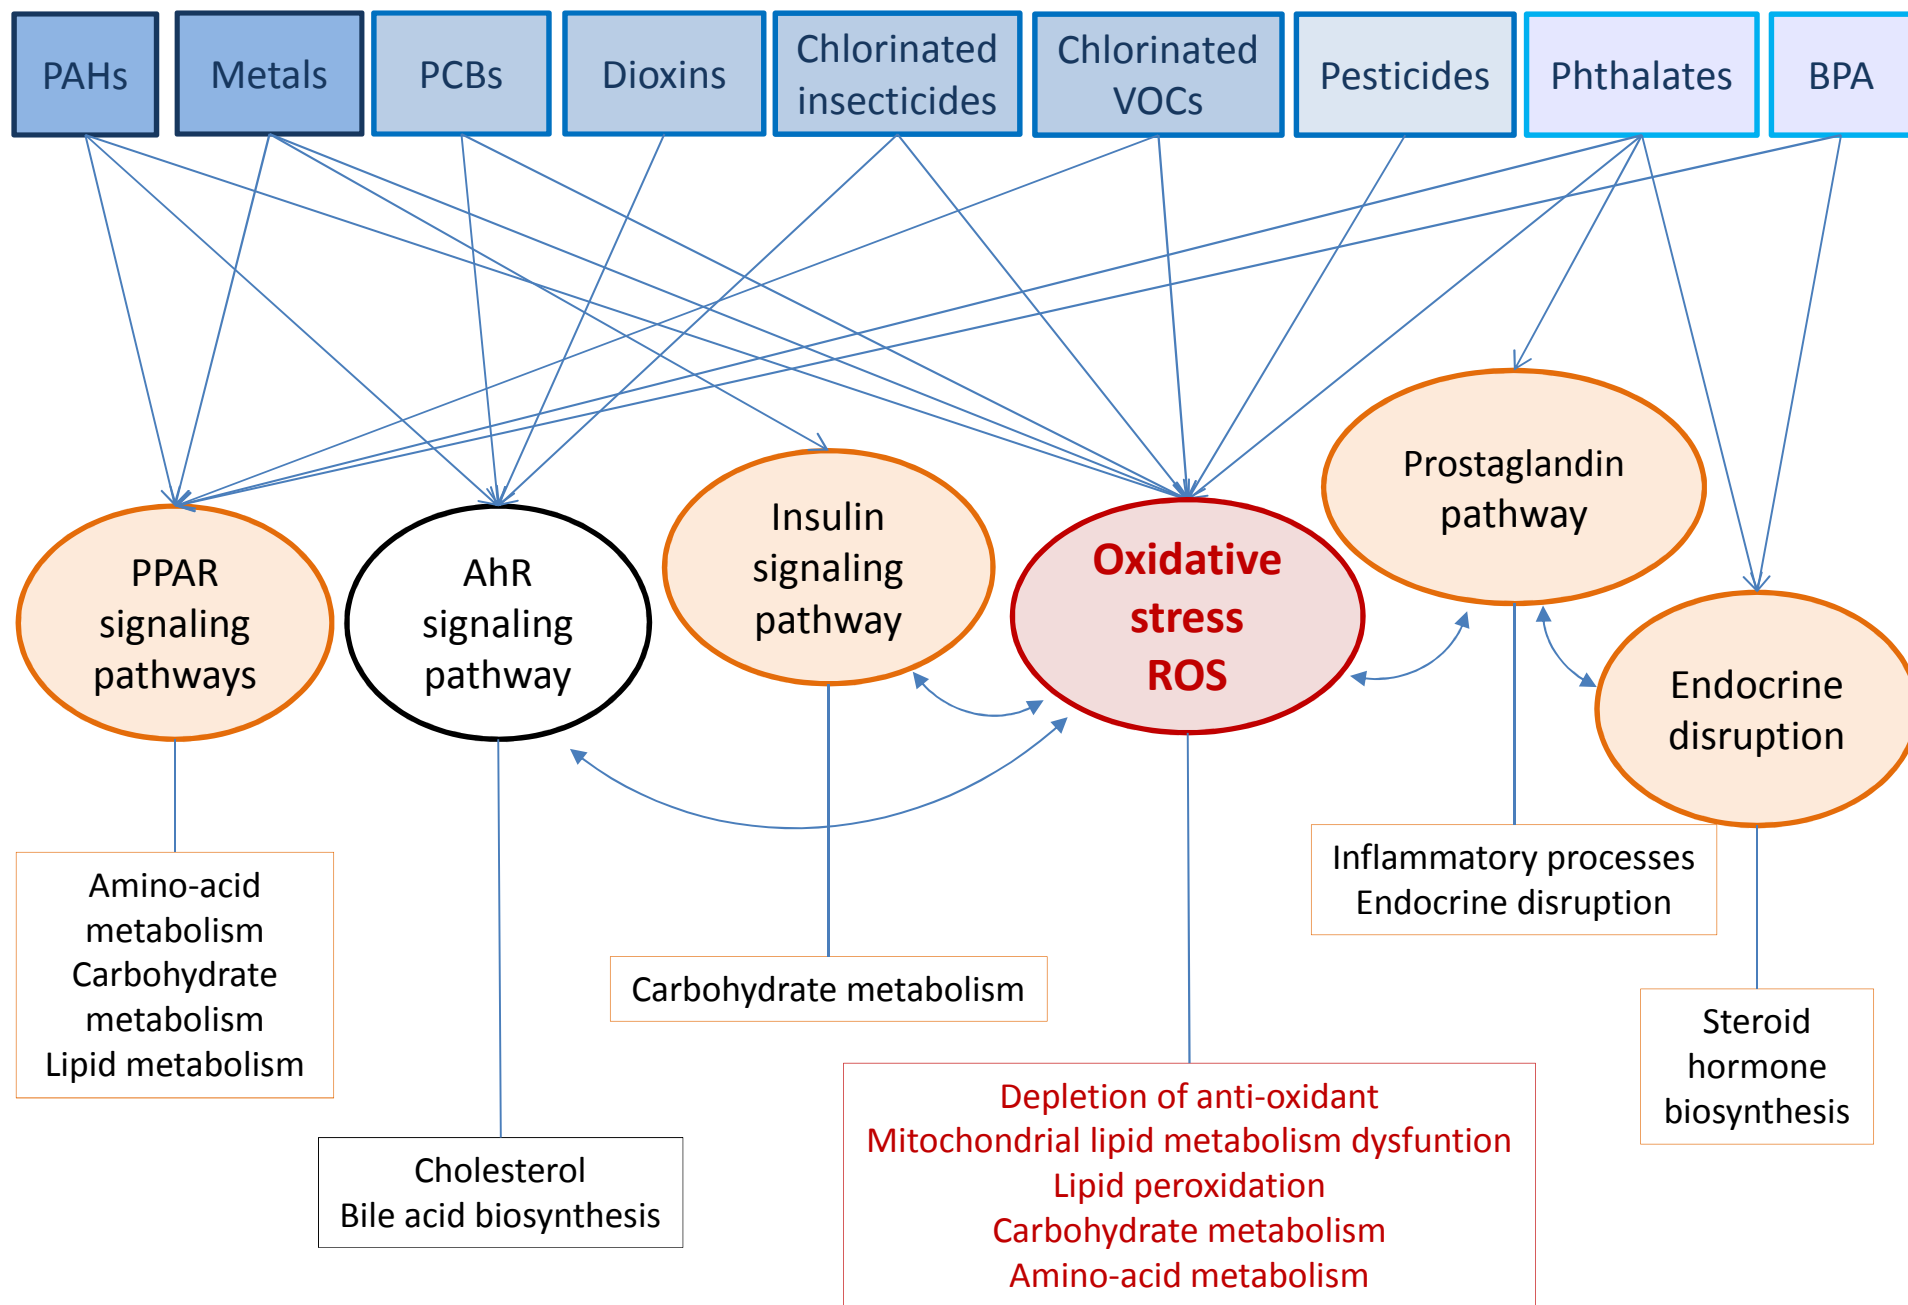 PAHs
Metals
PCBs
Dioxins
Chlorinated
insecticides
Chlorinated
VOCs
Pesticides
Phthalates
BPA
PPAR
signaling
pathways
AhR
signaling
pathway
Insulin
signaling
pathway
Oxidative
stress
ROS
Prostaglandin
pathway
Endocrine
disruption
Amino-acid
metabolism
Carbohydrate
metabolism
Lipid metabolism
Cholesterol
Bile acid biosynthesis
Carbohydrate metabolism
Depletion of anti-oxidant
Mitochondrial lipid metabolism dysfuntion
Lipid peroxidation
Carbohydrate metabolism
Amino-acid metabolism
Inflammatory processes
Endocrine disruption
Steroid
hormone
biosynthesis